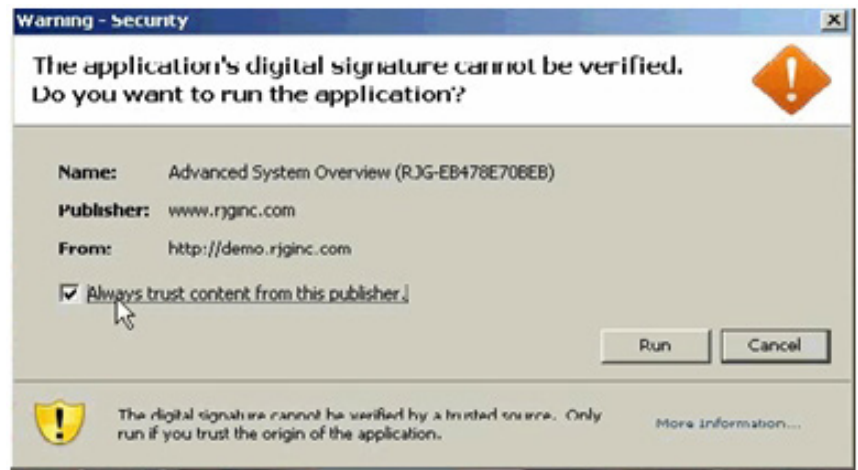 Warning - Security
The application's digital signature cannot be verified.
Do you want to run the application?
Name: Advanced System Overview (RJG-EB478E70BEB)
Publisher: www.rjginc.com
From: http://demo.rjginc.com
Always trust content from this publisher.
Run Cancel
The digital signature cannot be verified by a trusted source. Only
run if you trust the origin of the application.
More Information...